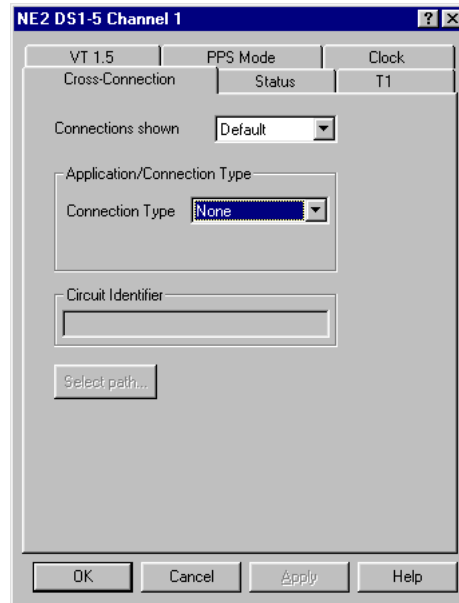 NE2 DS1-5 Channel 1
VT 1.5 PPS Mode Clock
Cross-Connection Status T1
Connections shown Default
Application/Connection Type
Connection Type None
Circuit Identifier
Select path...
OK Cancel Apply Help